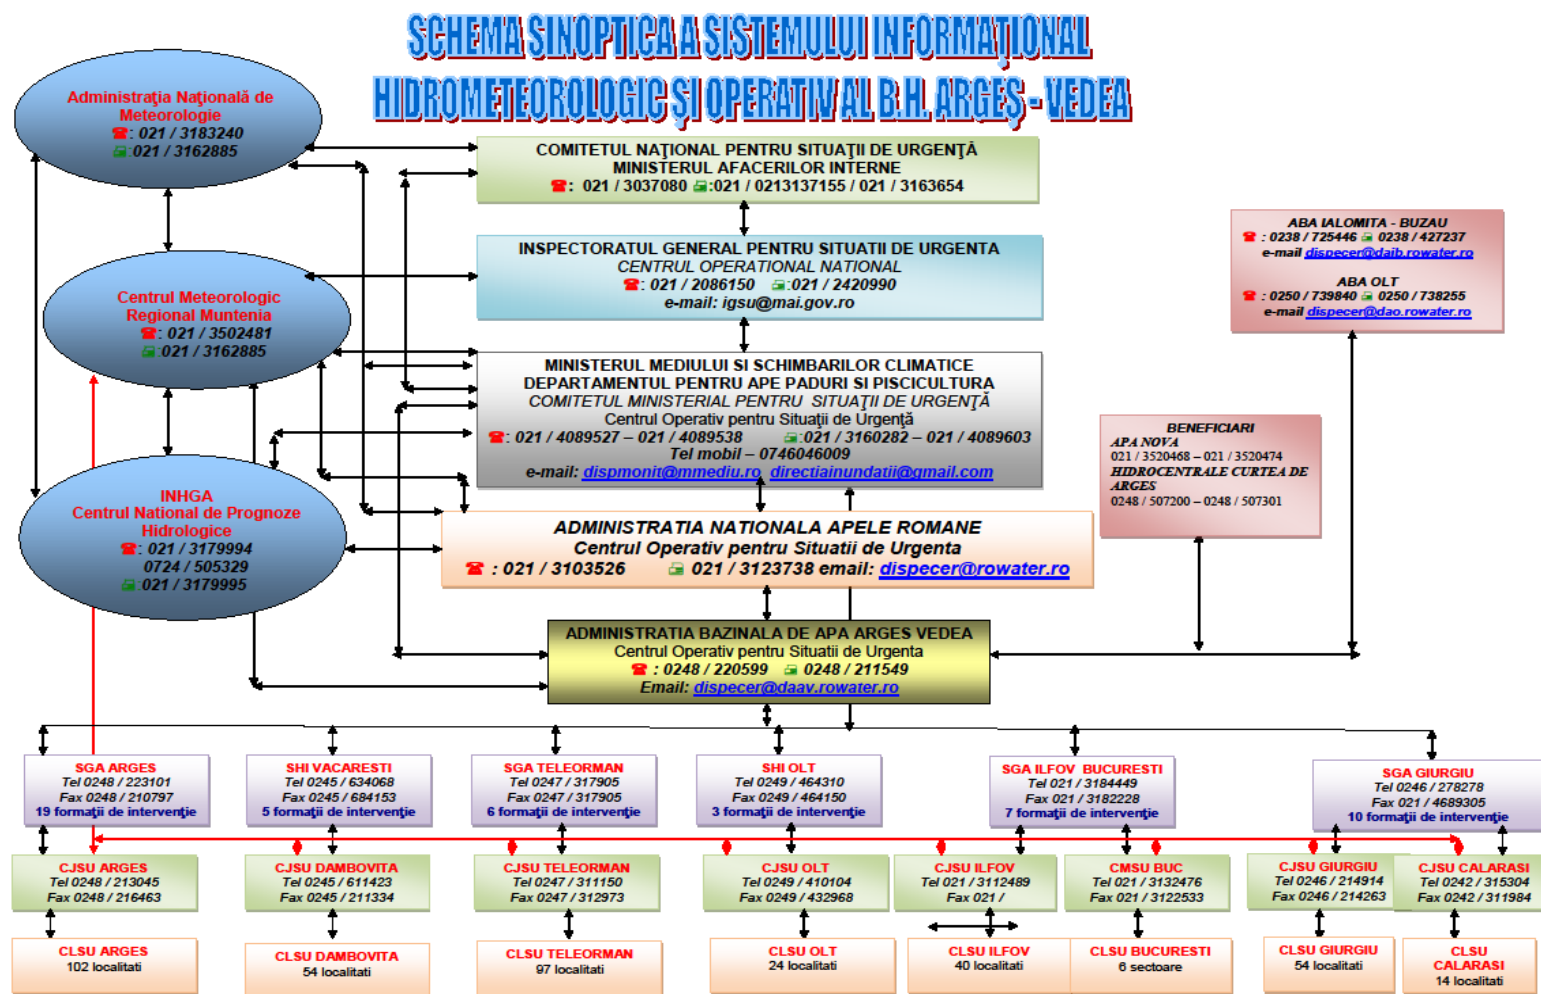 SCHEMA SINOPTICA A SISTEMULUI INFORMAŢIONAL
HIDROMETEOROLOGIC ŞI OPERATIV AL B.H. ARGEŞ - VEDEA
Administraţia Naţională de
Meteorologie
☎: 021 / 3183240
:021 / 3162885
Centrul Meteorologic
Regional Muntenia
☎: 021 / 3502481
:021 / 3162885
INHGA
Centrul National de Prognoze
Hidrologice
☎: 021 / 3179994
0724 / 505329
:021 / 3179995
COMITETUL NAŢIONAL PENTRU SITUAŢII DE URGENŢĂ
MINISTERUL AFACERILOR INTERNE
☎: 021 / 3037080 :021 / 0213137155 / 021 / 3163654
INSPECTORATUL GENERAL PENTRU SITUATII DE URGENTA
CENTRUL OPERATIONAL NATIONAL
☎: 021 / 2086150 :021 / 2420990
e-mail: igsu@mai.gov.ro
MINISTERUL MEDIULUI SI SCHIMBARILOR CLIMATICE
DEPARTAMENTUL PENTRU APE PADURI SI PISCICULTURA
COMITETUL MINISTERIAL PENTRU SITUAŢII DE URGENŢĂ
Centrul Operativ pentru Situaţii de Urgenţă
☎: 021 / 4089527 – 021 / 4089538 :021 / 3160282 – 021 / 4089603
Tel mobil – 0746046009
e-mail: dispmonit@mmediu.ro directiainundatii@gmail.com
ADMINISTRATIA NATIONALA APELE ROMANE
Centrul Operativ pentru Situatii de Urgenta
☎ : 021 / 3103526 021 / 3123738 email: dispecer@rowater.ro
ADMINISTRATIA BAZINALA DE APA ARGES VEDEA
Centrul Operativ pentru Situatii de Urgenta
☎ : 0248 / 220599 0248 / 211549
Email: dispecer@daav.rowater.ro
ABA IALOMITA - BUZAU
☎ : 0238 / 725446 0238 / 427237
e-mail dispecer@daib.rowater.ro
ABA OLT
☎ : 0250 / 739840 0250 / 738255
e-mail dispecer@dao.rowater.ro
BENEFICIARI
APA NOVA
021 / 3520468 – 021 / 3520474
HIDROCENTRALE CURTEA DE
ARGES
0248 / 507200 – 0248 / 507301
SGA ARGES
Tel 0248 / 223101
Fax 0248 / 210797
19 formaţii de intervenţie
SHI VACARESTI
Tel 0245 / 634068
Fax 0245 / 684153
5 formaţii de intervenţie
SGA TELEORMAN
Tel 0247 / 317905
Fax 0247 / 317905
6 formaţii de intervenţie
SHI OLT
Tel 0249 / 464310
Fax 0249 / 464150
3 formaţii de intervenţie
SGA ILFOV BUCURESTI
Tel 021 / 3184449
Fax 021 / 3182228
7 formaţii de intervenţie
SGA GIURGIU
Tel 0246 / 278278
Fax 021 / 4689305
10 formaţii de intervenţie
CJSU ARGES
Tel 0248 / 213045
Fax 0248 / 216463
CJSU DAMBOVITA
Tel 0245 / 611423
Fax 0245 / 211334
CJSU TELEORMAN
Tel 0247 / 311150
Fax 0247 / 312973
CJSU OLT
Tel 0249 / 410104
Fax 0249 / 432968
CJSU ILFOV
Tel 021 / 3112489
Fax 021 /
CMSU BUC
Tel 021 / 3132476
Fax 021 / 3122533
CJSU GIURGIU
Tel 0246 / 214914
Fax 0246 / 214263
CJSU CALARASI
Tel 0242 / 315304
Fax 0242 / 311984
CLSU ARGES
102 localitati
CLSU DAMBOVITA
54 localitati
CLSU TELEORMAN
97 localitati
CLSU OLT
24 localitati
CLSU ILFOV
40 localitati
CLSU BUCURESTI
6 sectoare
CLSU GIURGIU
54 localitati
CLSU
CALARASI
14 localitati